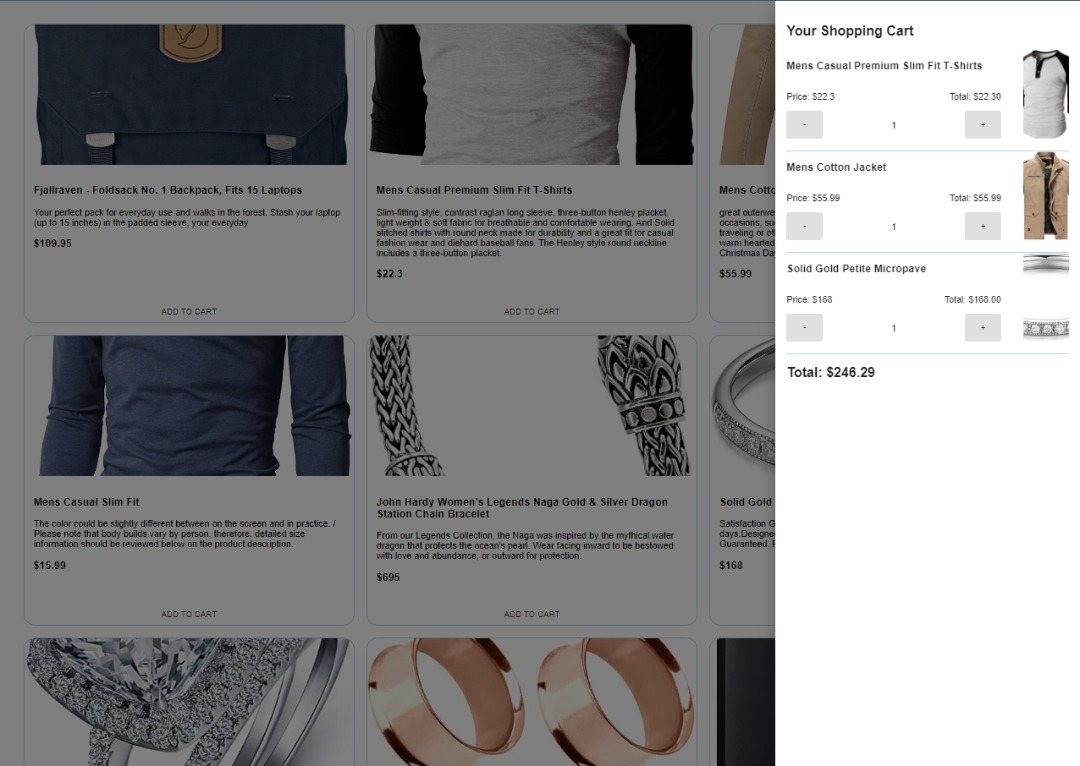 Fjallraven - Foldsack No. 1 Backpack, Fits 15 Laptops
Your perfect pack for everyday use and walks in the forest. Stash your laptop
(up to 15 inches) in the padded sleeve, your everyday
$109.95
ADD TO CART
Mens Casual Premium Slim Fit T-Shirts
Slim-fitting style, contrast raglan long sleeve, three-button henley placket,
light weight & soft fabric for breathable and comfortable wearing. And Solid
stitched shirts with round neck made for durability and a great fit for casual
fashion wear and diehard baseball fans. The Henley style round neckline
includes a three-button placket.
$22.3
ADD TO CART
Mens Cotto
great outerwe
occasions, su
traveling or ot
warm hearted
Christmas Da
$55.99
Mens Casual Slim Fit
The color could be slightly different between on the screen and in practice. /
Please note that body builds vary by person, therefore, detailed size
information should be reviewed below on the product description.
$15.99
ADD TO CART
John Hardy Women's Legends Naga Gold & Silver Dragon
Station Chain Bracelet
From our Legends Collection, the Naga was inspired by the mythical water
dragon that protects the ocean's pearl. Wear facing inward to be bestowed
with love and abundance, or outward for protection.
$695
ADD TO CART
Solid Gold
Satisfaction G
days.Designe
Guaranteed.
$168
Your Shopping Cart
Mens Casual Premium Slim Fit T-Shirts
Price: $22.3 Total: $22.30
- 1 +
Mens Cotton Jacket
Price: $55.99 Total: $55.99
- 1 +
Solid Gold Petite Micropave
Price: $168 Total: $168.00
- 1 +
Total: $246.29